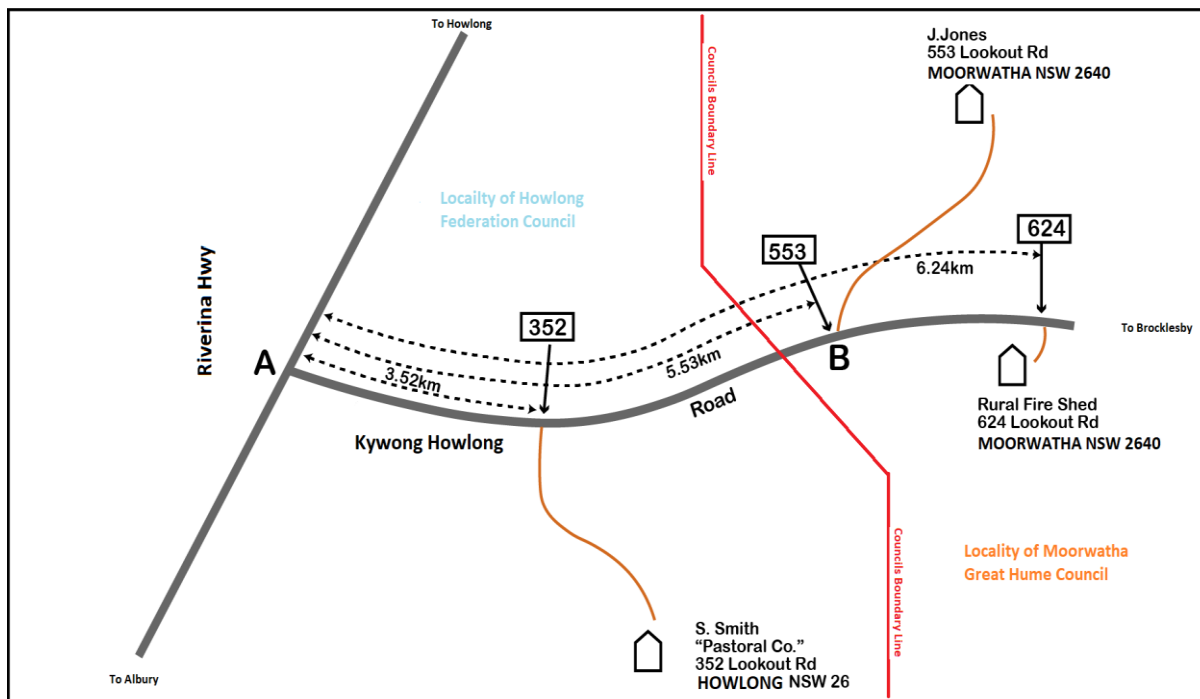 To Howlong
J.Jones
553 Lookout Rd
MOORWATHA NSW 2640
Councils Boundary Line
Locailty of Howlong
Federation Council
Riverina Hwy
553
624
6.24km
352
5.53km
3.52km
A
B
To Brocklesby
Road
Kywong Howlong
Rural Fire Shed
624 Lookout Rd
MOORWATHA NSW 2640
Councils Boundary Line
Locality of Moorwatha
Great Hume Council
S. Smith
“Pastoral Co.”
352 Lookout Rd
HOWLONG NSW 26
To Albury